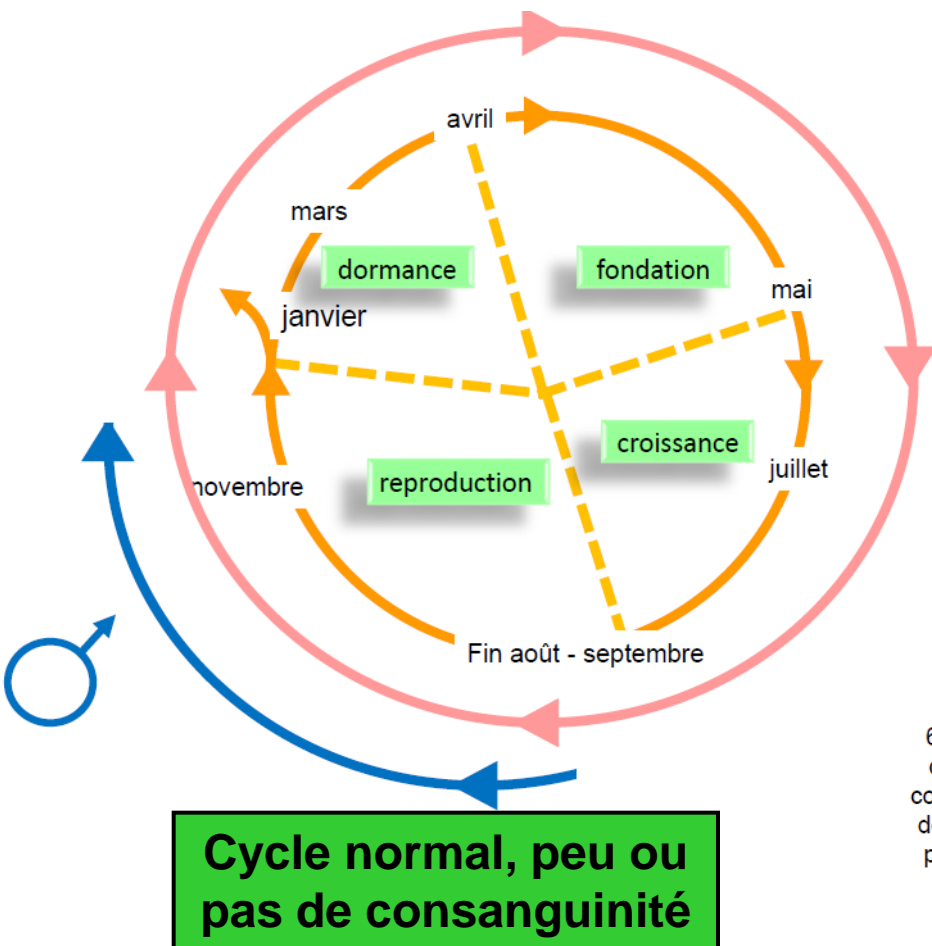 avril
mars
dormance
fondation
mai
janvier
croissance
juillet
reproduction
novembre
Fin août - septembre
Cycle normal, peu ou
pas de consanguinité